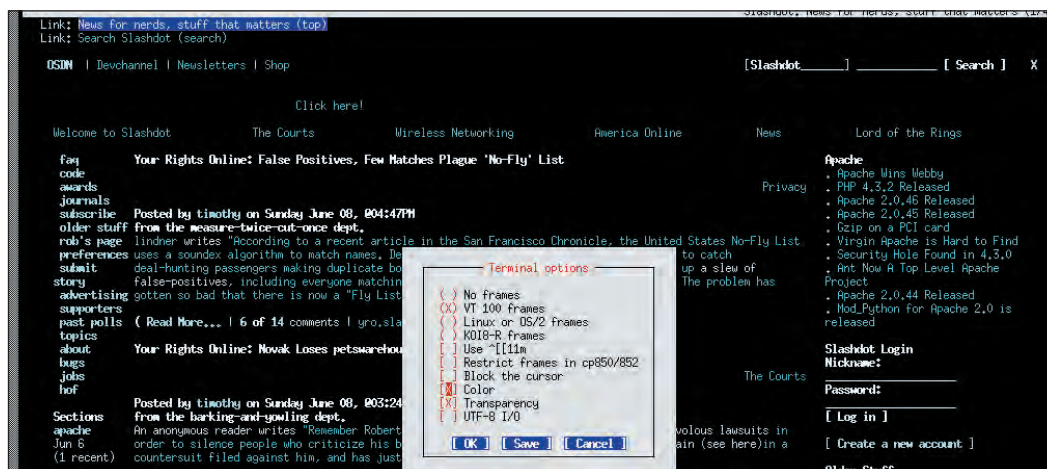 Slashdot: News for nerds, stuff that matters
Link: News for nerds, stuff that matters (top)
Link: Search Slashdot (search)
OSDN | Devchannel | Newsletters | Shop [Slashdot______] ____________ [ Search ] X
Click here!
Welcome to Slashdot The Courts Wireless Networking America Online News Lord of the Rings
faq Your Rights Online: False Positives, Few Matches Plague 'No-Fly' List Apache
code . Apache Wins Webby
awards Privacy . PHP 4.3.2 Released
journals . Apache 2.0.46 Released
subscribe Posted by timothy on Sunday June 08, @04:47PM . Apache 2.0.45 Released
older stuff from the measure-twice-cut-once dept. . Gzip on a PCI card
rob's page lindner writes "According to a recent article in the San Francisco Chronicle, the United States No-Fly List . Virgin Apache is Hard to Find
preferences uses a soundex algorithm to match names. De to catch . Security Hole Found in 4.3.0
submit deal-hunting passengers making duplicate bo Terminal options up a slew of . Ant Now A Top Level Apache
story false-positives, including everyone matchin The problem has Project
advertising gotten so bad that there is now a "Fly List ( ) No frames . Apache 2.0.44 Released
supporters (X) VT 100 frames . Mod_Python for Apache 2.0 is
past polls ( Read More... | 6 of 14 comments | yro.sla ( ) Linux or OS/2 frames released
topics ( ) KOI8-R frames
about Your Rights Online: Novak Loses petswarehou [ ] Use ^[[11m Slashdot Login
bugs [ ] Restrict frames in cp850/852 Nickname:
jobs [ ] Block the cursor The Courts
hof [X] Color Password:
Posted by timothy on Sunday June 08, @03:24 [X] Transparency
Sections from the barking-and-yowling dept. [ ] UTF-8 I/O [ Log in ]
apache An anonymous reader writes "Remember Robert volous lawsuits in
Jun 6 order to silence people who criticize his b [ OK ] [ Save ] [ Cancel ] ain (see here)in a [ Create a new account ]
(1 recent) countersuit filed against him, and has just